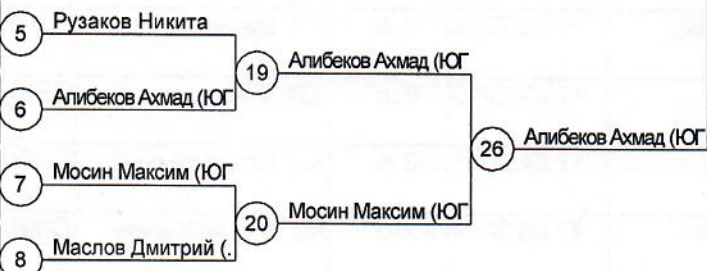 5 Рузаков Никита
19 Алибеков Ахмад (ЮГ
6 Алибеков Ахмад (ЮГ
26 Алибеков Ахмад (ЮГ
7 Мосин Максим (ЮГ
20 Мосин Максим (ЮГ
8 Маслов Дмитрий (.